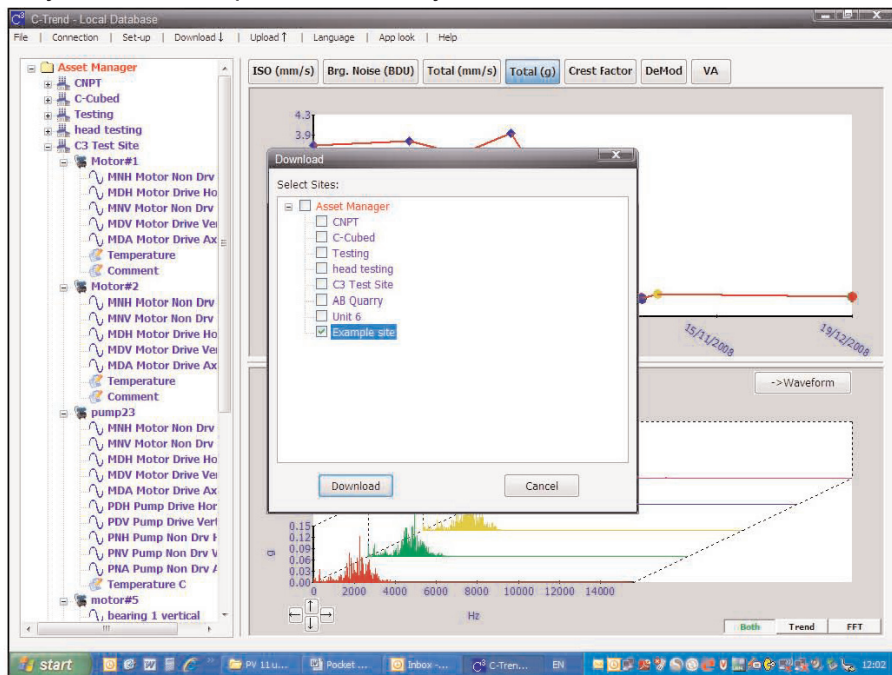 C-Trend - Local Database
File | Connection | Set-up | Download↓ | Upload↑ | Language | App look | Help
Asset Manager
CNPT
C-Cubed
Testing
head testing
C3 Test Site
Motor#1
MNH Motor Non Drv
MDH Motor Drive Ho
MNV Motor Non Drv
MDV Motor Drive Ver
MDA Motor Drive Ax
Temperature
Comment
Motor#2
MNH Motor Non Drv
MNV Motor Non Drv
MDH Motor Drive Ho
MDV Motor Drive Ver
MDA Motor Drive Ax
Temperature
Comment
pump23
MNH Motor Non Drv
MNV Motor Non Drv
MDH Motor Drive Ho
MDV Motor Drive Ver
MDA Motor Drive Ax
PDH Pump Drive Hor
PDV Pump Drive Vert
PNH Pump Non Drv H
PNV Pump Non Drv V
PNA Pump Non Drv A
Temperature C
motor#5
bearing 1 vertical
ISO (mm/s) Brg. Noise (BDU) Total (mm/s) Total (g) Crest Factor DeMod VA
4.3
3.9
15/11/2008
19/12/2008
Download
Select Sites:
Asset Manager
CNPT
C-Cubed
Testing
head testing
C3 Test Site
AB Quarry
Unit 6
Example site
Download Cancel
->Waveform
0.15
0.12
0.09
0.06
0.03
0.00
g
0 2000 4000 6000 8000 10000 12000 14000
Hz
Both Trend FFT
start PV 11 u... Pocket ... Inbox -... C-Tren... EN 12:02